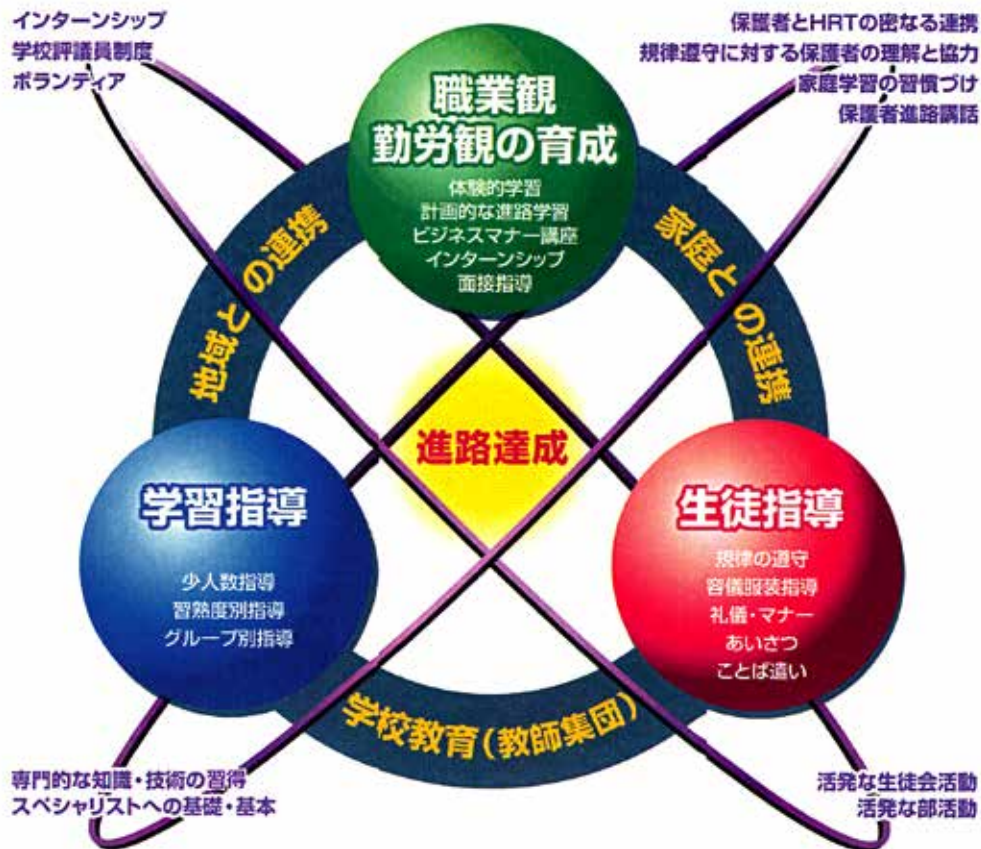 インターンシップ
学校評議員制度
ボランティア
保護者とHRTの密なる連携
規律遵守に対する保護者の理解と協力
家庭学習の習慣づけ
保護者進路講話
職業観
勤労観の育成
体験的学習
計画的な進路学習
ビジネスマナー講座
インターンシップ
面接指導
地域との連携
家庭との連携
進路達成
学習指導
少人数指導
習熟度別指導
グループ別指導
生徒指導
規律の遵守
容儀服装指導
礼儀・マナー
あいさつ
ことば遣い
学校教育(教師集団)
専門的な知識・技術の習得
スペシャリストへの基礎・基本
活発な生徒会活動
活発な部活動